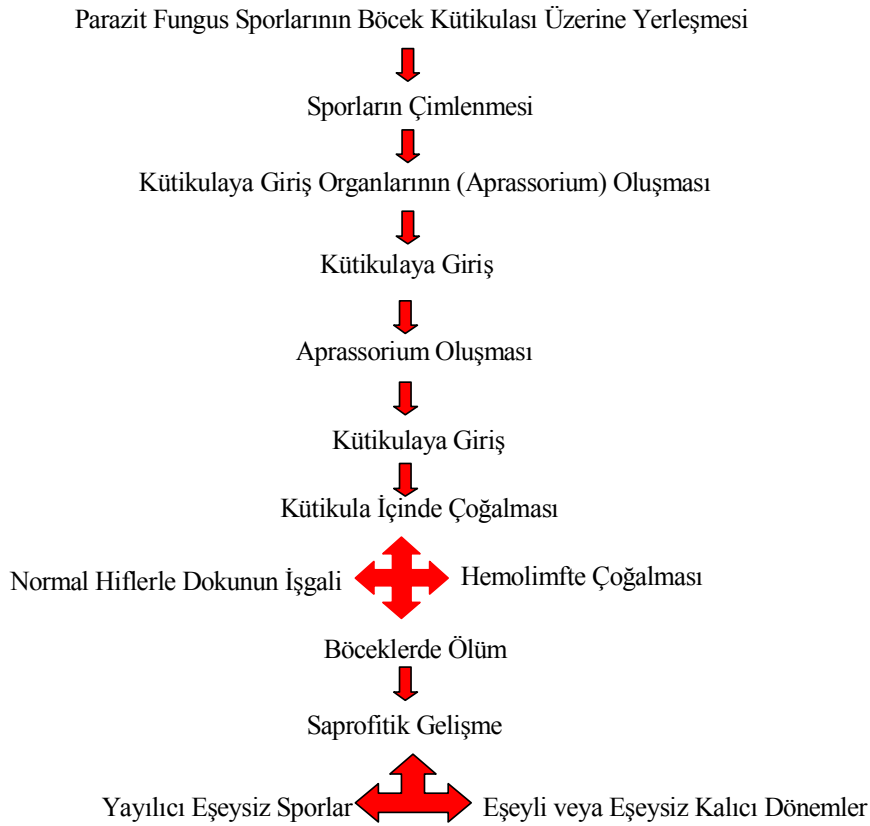 Parazit Fungus Sporlarının Böcek Kütikulası Üzerine Yerleşmesi
Sporların Çimlenmesi
Kütikulaya Giriş Organlarının (Aprassorium) Oluşması
Kütikulaya Giriş
Aprassorium Oluşması
Kütikulaya Giriş
Kütikula İçinde Çoğalması
Normal Hiflerle Dokunun İşgali
Hemolimfte Çoğalması
Böceklerde Ölüm
Saprofitik Gelişme
Yayılıcı Eşeysiz Sporlar
Eşeyli veya Eşeysiz Kalıcı Dönemler